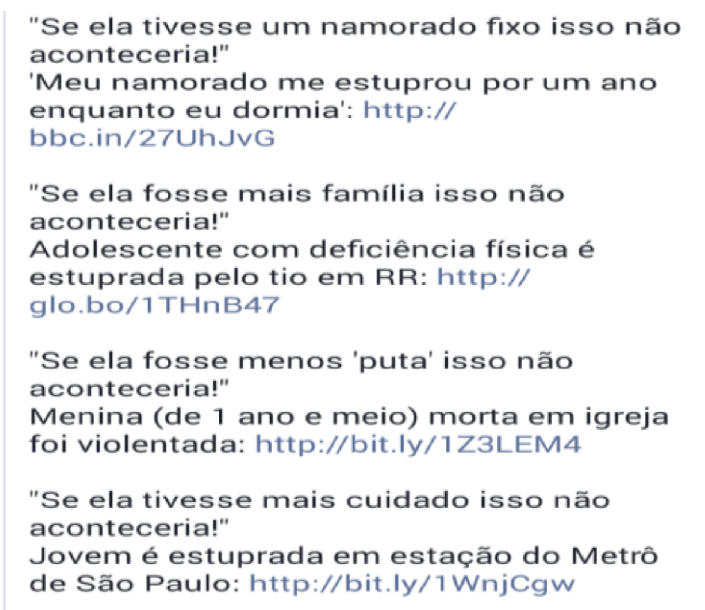 "Se ela tivesse um namorado fixo isso não
aconteceria!"
'Meu namorado me estuprou por um ano
enquanto eu dormia': http://
bbc.in/27UhJvG
"Se ela fosse mais família isso não
aconteceria!"
Adolescente com deficiência física é
estuprada pelo tio em RR: http://
glo.bo/1THnB47
"Se ela fosse menos 'puta' isso não
aconteceria!"
Menina (de 1 ano e meio) morta em igreja
foi violentada: http://bit.ly/1Z3LEM4
"Se ela tivesse mais cuidado isso não
aconteceria!"
Jovem é estuprada em estação do Metrô
de São Paulo: http://bit.ly/1WnjCgw